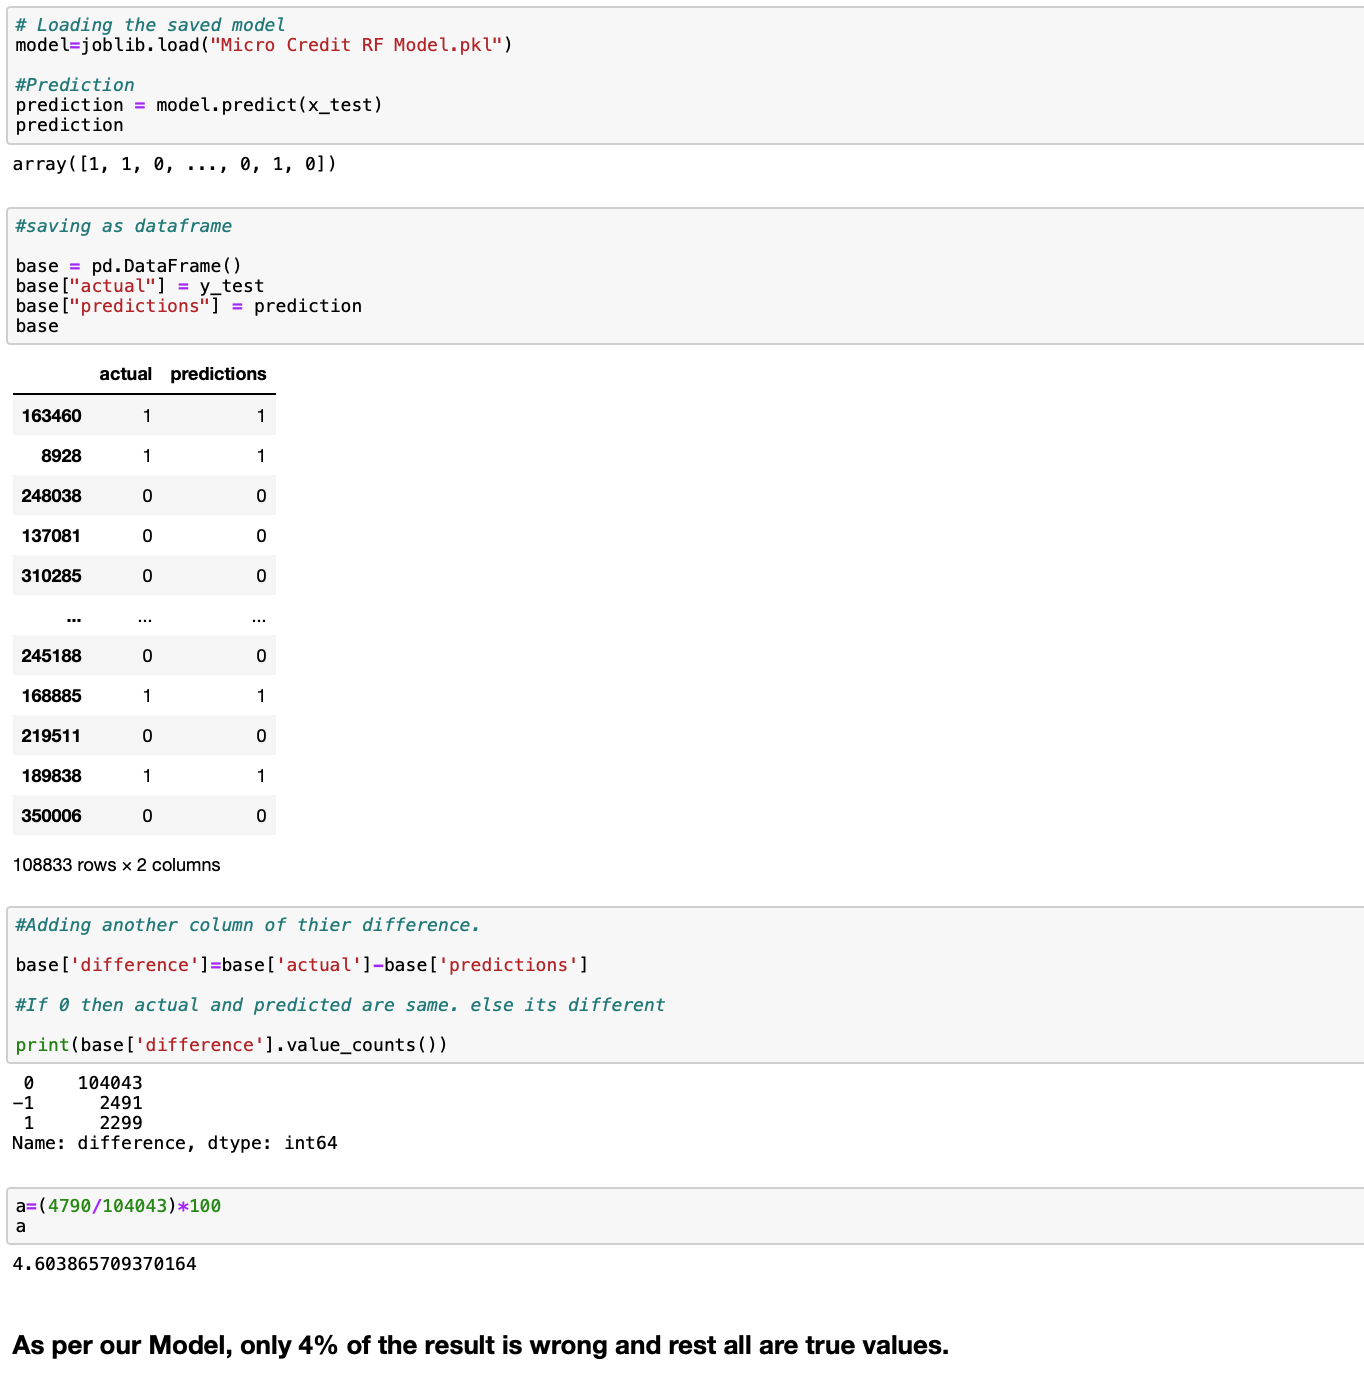 # Loading the saved model
model=joblib.load("Micro Credit RF Model.pkl")
#Prediction
prediction = model.predict(x_test)
prediction
array([1, 1, 0, ..., 0, 1, 0])
#saving as dataframe
base = pd.DataFrame()
base["actual"] = y_test
base["predictions"] = prediction
base
actual predictions
163460 1 1
8928 1 1
248038 0 0
137081 0 0
310285 0 0
... ... ...
245188 0 0
168885 1 1
219511 0 0
189838 1 1
350006 0 0
108833 rows × 2 columns
#Adding another column of thier difference.
base['difference']=base['actual']-base['predictions']
#If 0 then actual and predicted are same. else its different
print(base['difference'].value_counts())
0 104043
-1 2491
1 2299
Name: difference, dtype: int64
a=(4790/104043)*100
a
4.603865709370164
As per our Model, only 4% of the result is wrong and rest all are true values.